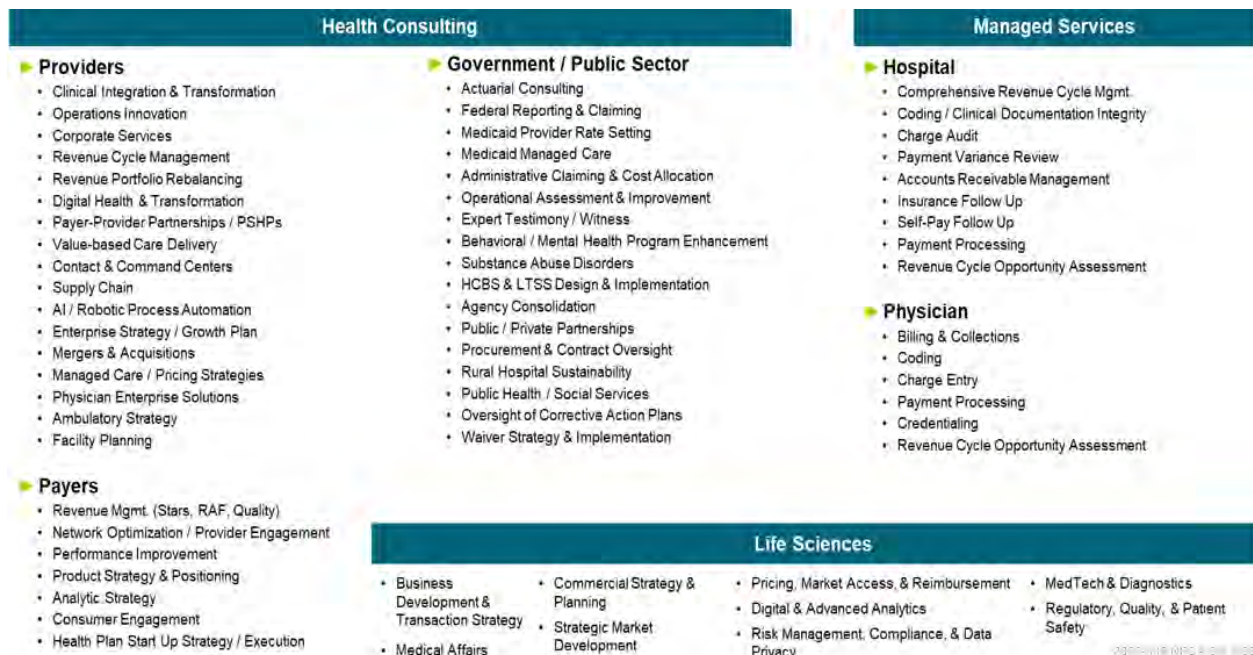 Health Consulting
Providers
Clinical Integration & Transformation
Operations Innovation
Corporate Services
Revenue Cycle Management
Revenue Portfolio Rebalancing
Digital Health & Transformation
Payer-Provider Partnerships / PSHPs
Value-based Care Delivery
Contact & Command Centers
Supply Chain
AI / Robotic Process Automation
Enterprise Strategy / Growth Plan
Mergers & Acquisitions
Managed Care / Pricing Strategies
Physician Enterprise Solutions
Ambulatory Strategy
Facility Planning
Payers
Revenue Mgmt. (Stars, RAF, Quality)
Network Optimization / Provider Engagement
Performance Improvement
Product Strategy & Positioning
Analytic Strategy
Consumer Engagement
Health Plan Start Up Strategy / Execution
Government / Public Sector
Actuarial Consulting
Federal Reporting & Claiming
Medicaid Provider Rate Setting
Medicaid Managed Care
Administrative Claiming & Cost Allocation
Operational Assessment & Improvement
Expert Testimony / Witness
Behavioral / Mental Health Program Enhancement
Substance Abuse Disorders
HCBS & LTSS Design & Implementation
Agency Consolidation
Public / Private Partnerships
Procurement & Contract Oversight
Rural Hospital Sustainability
Public Health / Social Services
Oversight of Corrective Action Plans
Waiver Strategy & Implementation
Managed Services
Hospital
Comprehensive Revenue Cycle Mgmt.
Coding / Clinical Documentation Integrity
Charge Audit
Payment Variance Review
Accounts Receivable Management
Insurance Follow Up
Self-Pay Follow Up
Payment Processing
Revenue Cycle Opportunity Assessment
Physician
Billing & Collections
Coding
Charge Entry
Payment Processing
Credentialing
Revenue Cycle Opportunity Assessment
Life Sciences
Business
Development &
Transaction Strategy
Medical Affairs
Commercial Strategy &
Planning
Strategic Market
Development
Pricing, Market Access, & Reimbursement
Digital & Advanced Analytics
Risk Management, Compliance, & Data
Privacy
MedTech & Diagnostics
Regulatory, Quality, & Patient
Safety